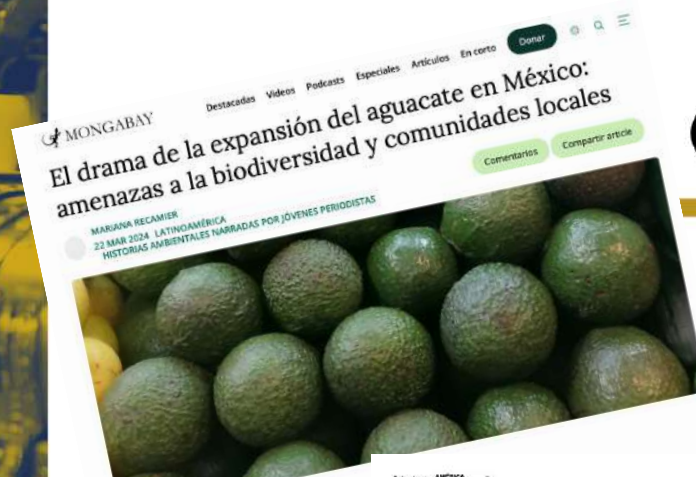 MONGABAY
Destacadas Videos Podcasts Especiales Artículos En corto Donar
El drama de la expansión del aguacate en México:
amenazas a la biodiversidad y comunidades locales
Comentarios Compartir article
MARIANA RECAMIER
22 MAR 2024 LATINOAMÉRICA
HISTORIAS AMBIENTALES NARRADAS POR JÓVENES PERIODISTAS